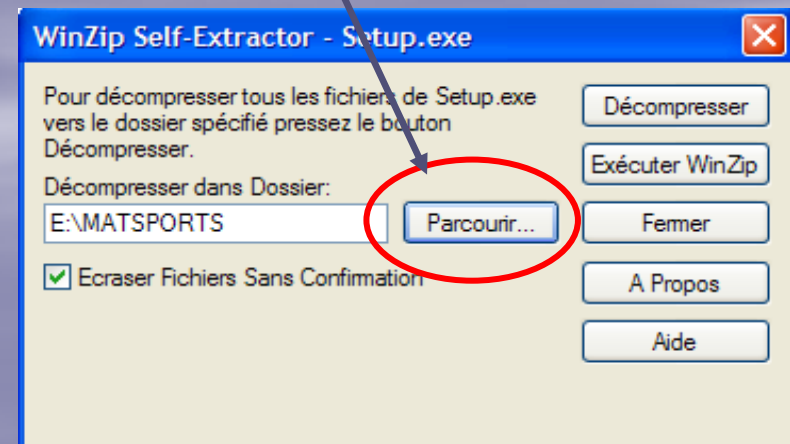 WinZip Self-Extractor - Setup.exe
Pour décompresser tous les fichiers de Setup.exe
vers le dossier spécifié pressez le bouton
Décompresser.
Décompresser dans Dossier:
E:\MATSPORTS
Parcourir...
Ecraser Fichiers Sans Confirmation
Décompresser
Exécuter WinZip
Fermer
A Propos
Aide